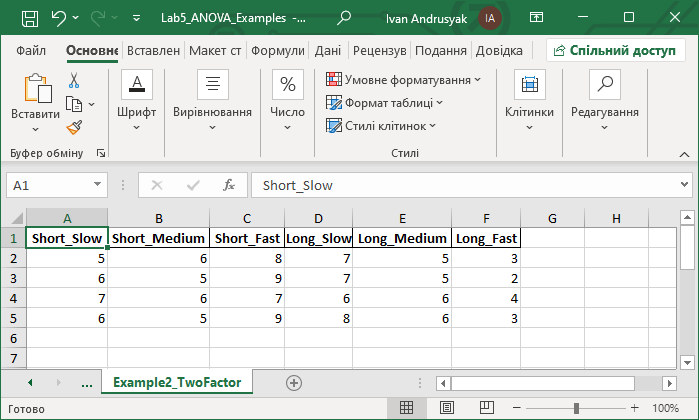 Lab5_ANOVA_Examples -... Ivan Andrusyak IA
Файл Основне Вставлен Макет ст Формули Дані Рецензув Подання Довідка Спільний доступ
Вставити Шрифт Вирівнювання Число Умовне форматування Клітинки Редагування
Формат таблиці
Стилі клітинок
Буфер обміну Стилі
A1 fx Short_Slow
A B C D E F G H
1 Short_Slow Short_Medium Short_Fast Long_Slow Long_Medium Long_Fast
2 5 6 8 7 5 3
3 6 5 9 7 5 2
4 7 6 7 6 6 4
5 6 5 9 8 6 3
6
7
... Example2_TwoFactor
Готово 100%